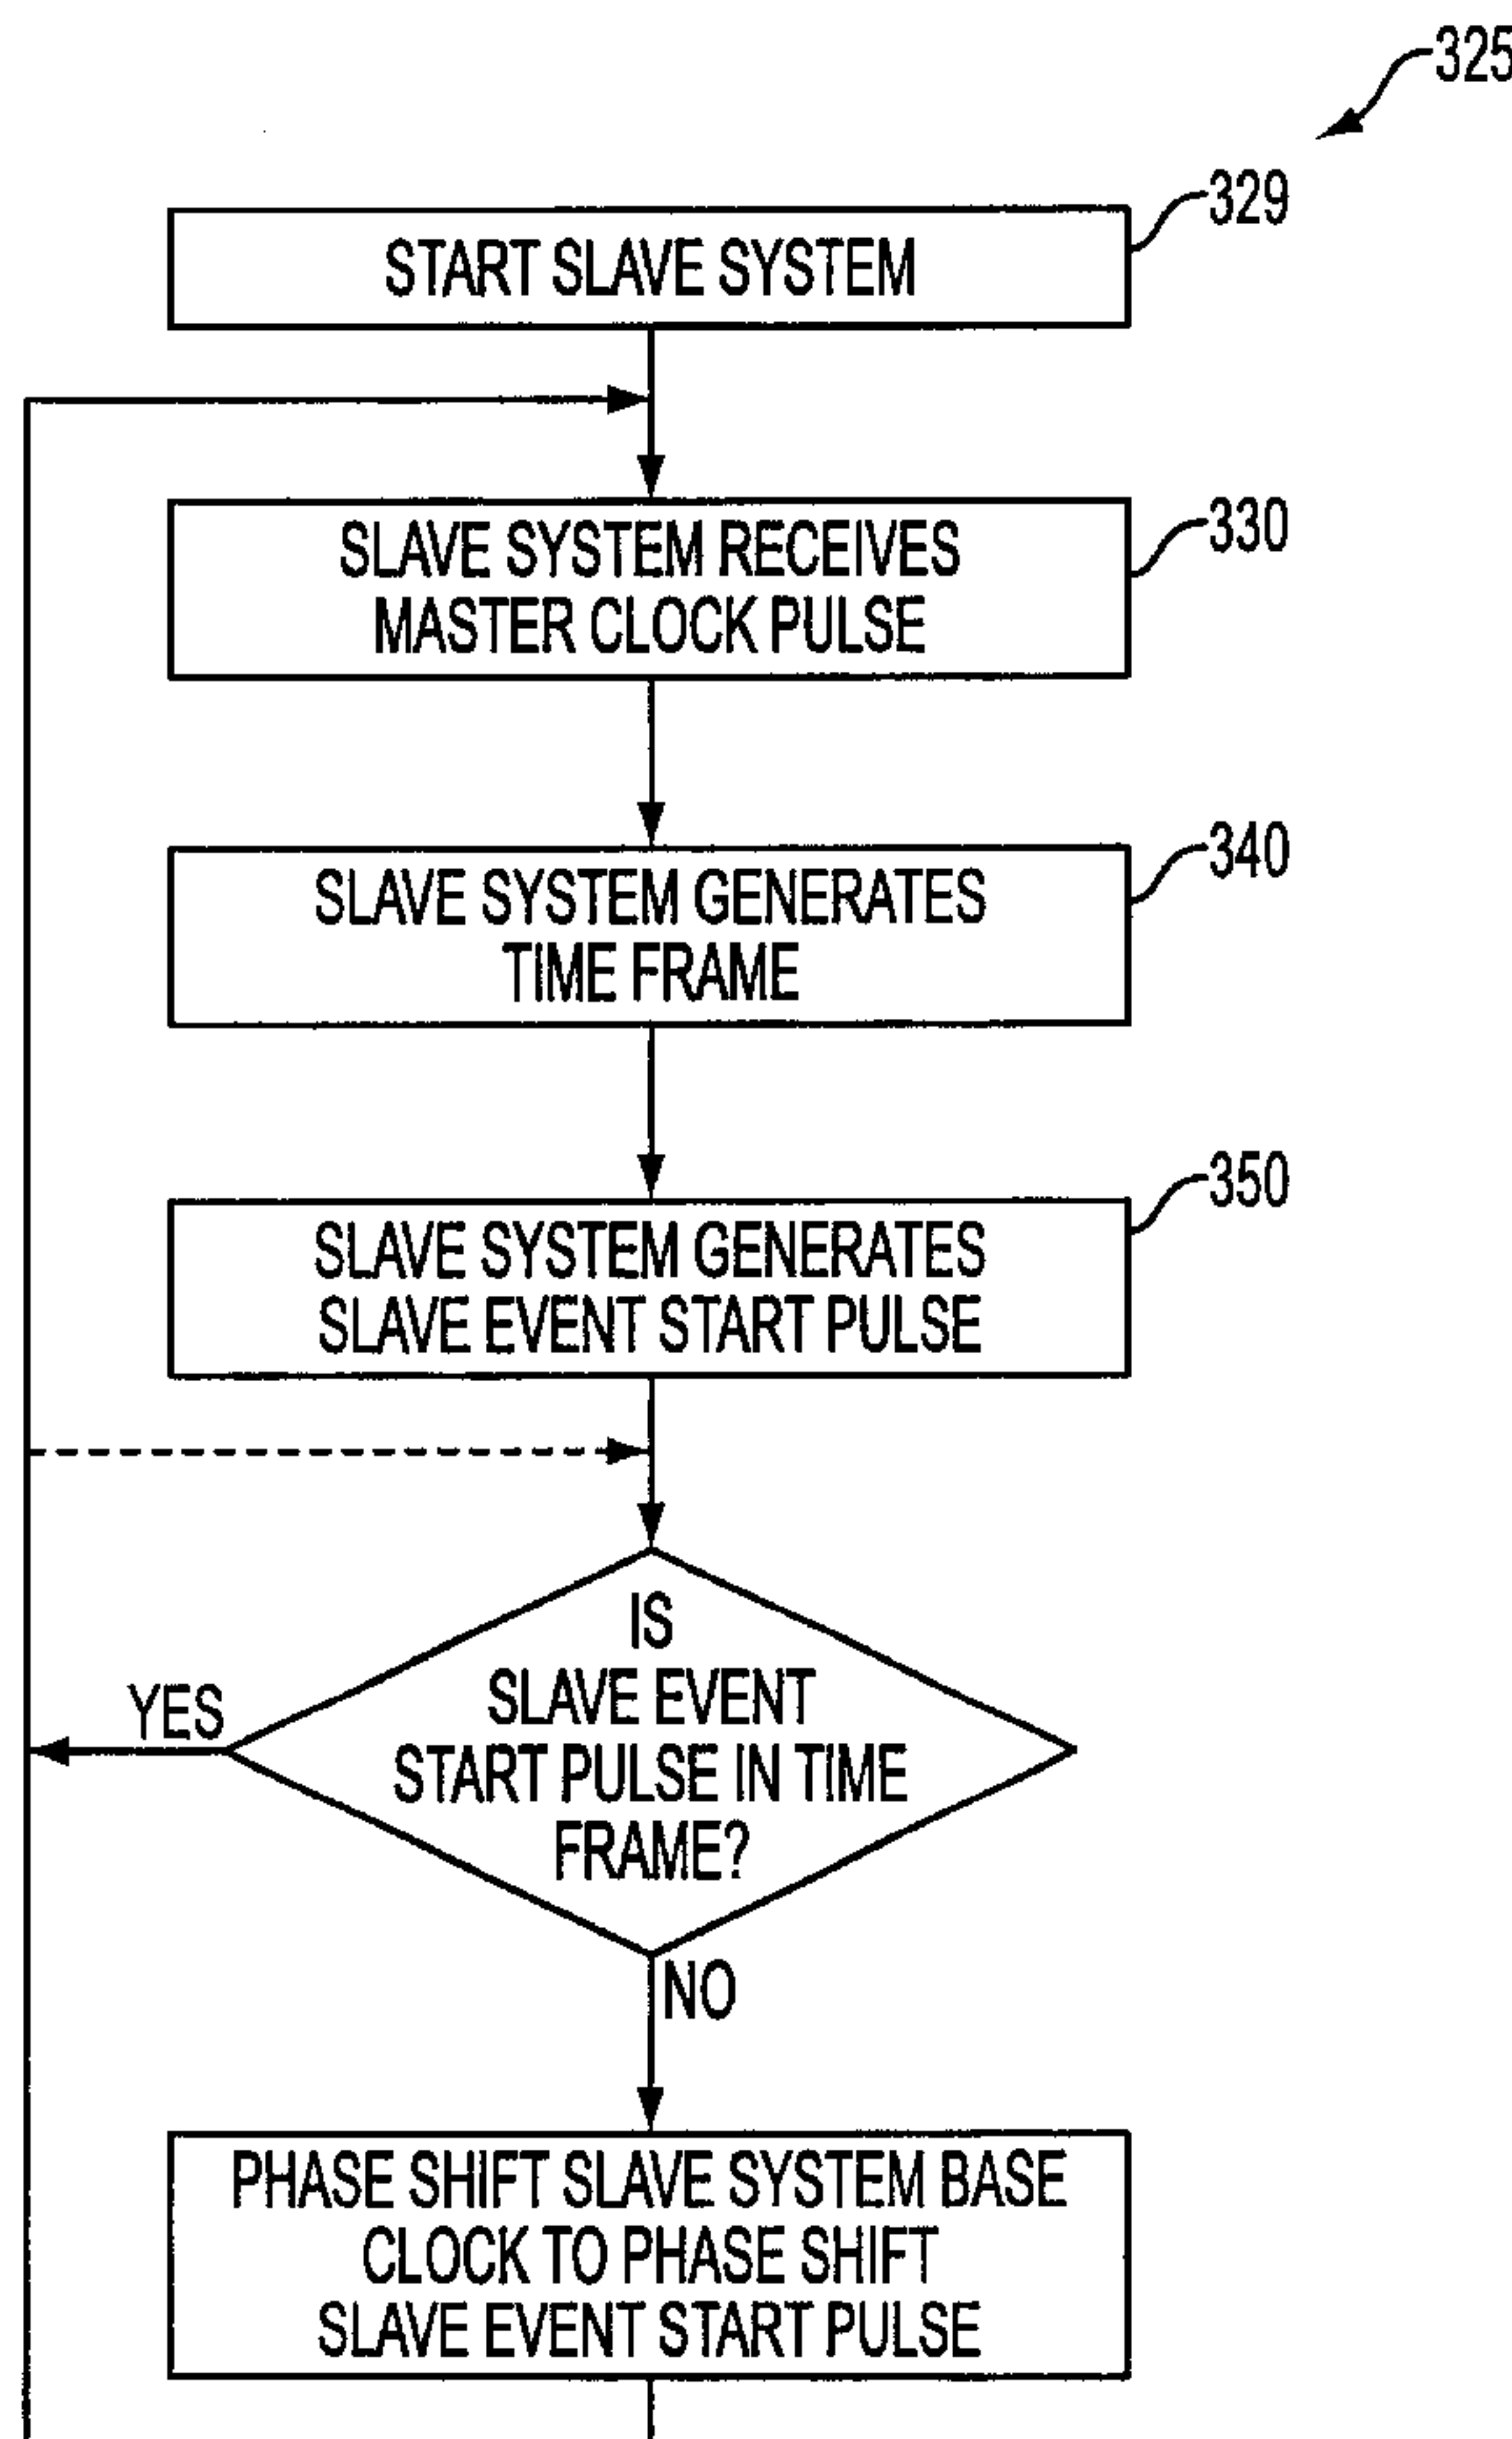 325
329
START SLAVE SYSTEM
330
SLAVE SYSTEM RECEIVES
MASTER CLOCK PULSE
340
SLAVE SYSTEM GENERATES
TIME FRAME
350
SLAVE SYSTEM GENERATES
SLAVE EVENT START PULSE
IS
SLAVE EVENT
START PULSE IN TIME
FRAME?
YES
NO
PHASE SHIFT SLAVE SYSTEM BASE
CLOCK TO PHASE SHIFT
SLAVE EVENT START PULSE